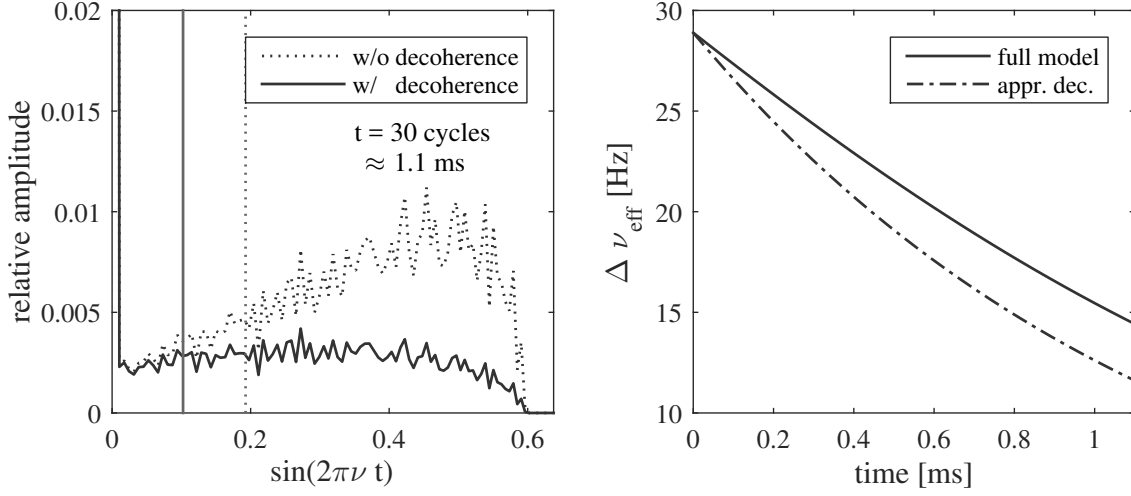 0.02
0.015
0.01
0.005
0
relative amplitude
w/o decoherence
w/ decoherence
t = 30 cycles
≈ 1.1 ms
0 0.2 0.4 0.6
sin(2πν t)
30
25
20
15
10
Δ ν_eff [Hz]
full model
appr. dec.
0 0.2 0.4 0.6 0.8 1
time [ms]